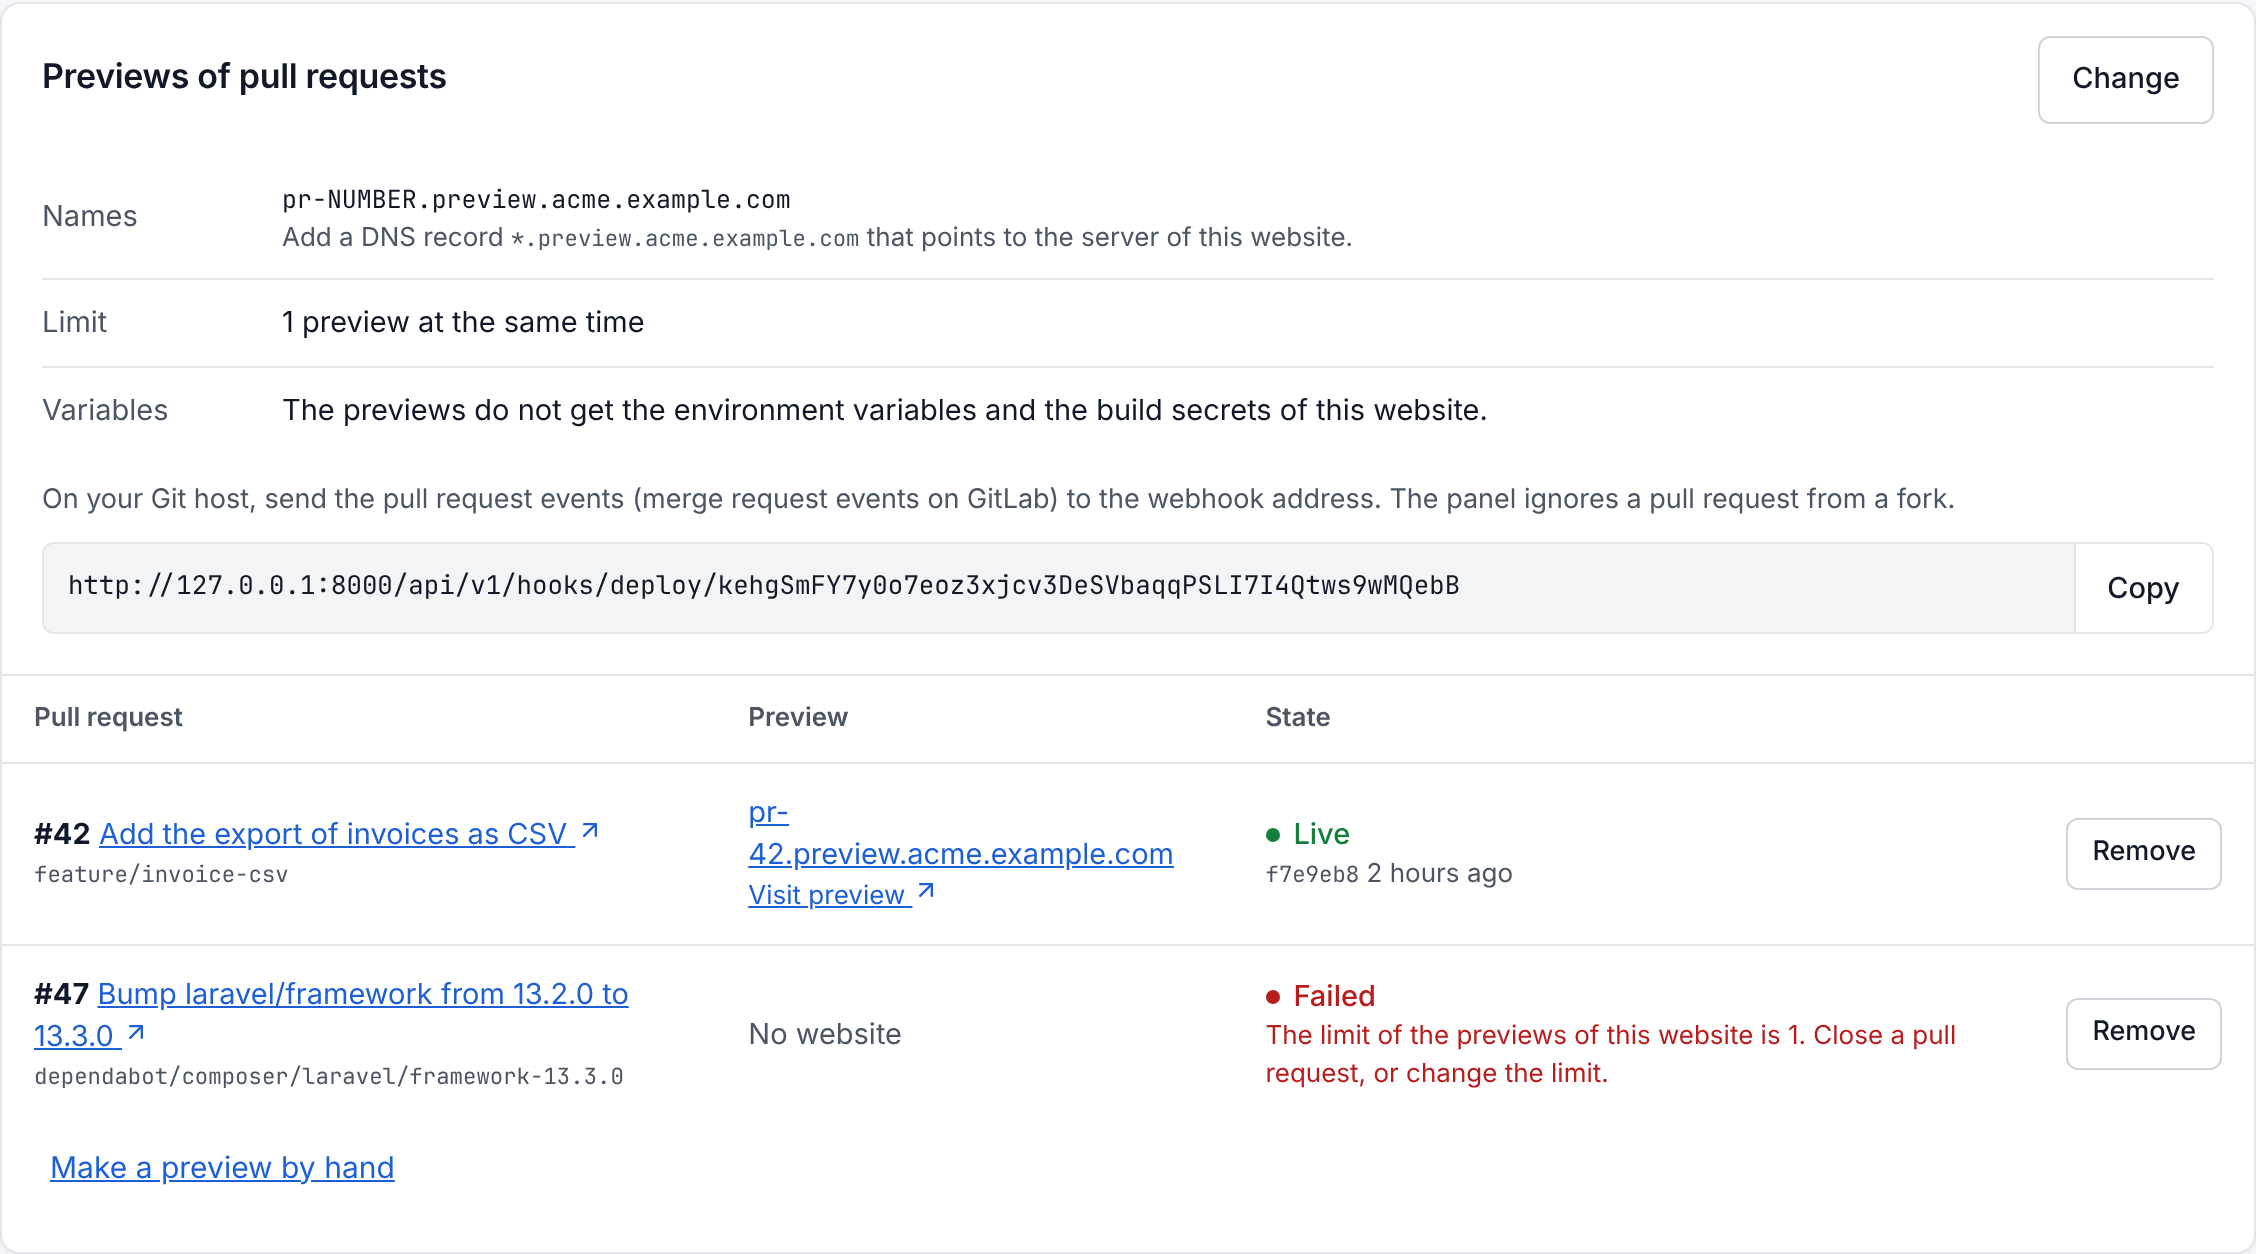 Previews of pull requests
Change
Names
pr-NUMBER.preview.acme.example.com
Add a DNS record *.preview.acme.example.com that points to the server of this website.
Limit
1 preview at the same time
Variables
The previews do not get the environment variables and the build secrets of this website.
On your Git host, send the pull request events (merge request events on GitLab) to the webhook address. The panel ignores a pull request from a fork.
http://127.0.0.1:8000/api/v1/hooks/deploy/kehgSmFY7y0o7eoz3xjcv3DeSVbaqqPSLI7I4Qtws9wMQebB
Copy
Pull request
Preview
State
#42 Add the export of invoices as CSV ↗
feature/invoice-csv
pr-
42.preview.acme.example.com
Visit preview ↗
Live
f7e9eb8 2 hours ago
Remove
#47 Bump laravel/framework from 13.2.0 to
13.3.0 ↗
dependabot/composer/laravel/framework-13.3.0
No website
Failed
The limit of the previews of this website is 1. Close a pull
request, or change the limit.
Remove
Make a preview by hand